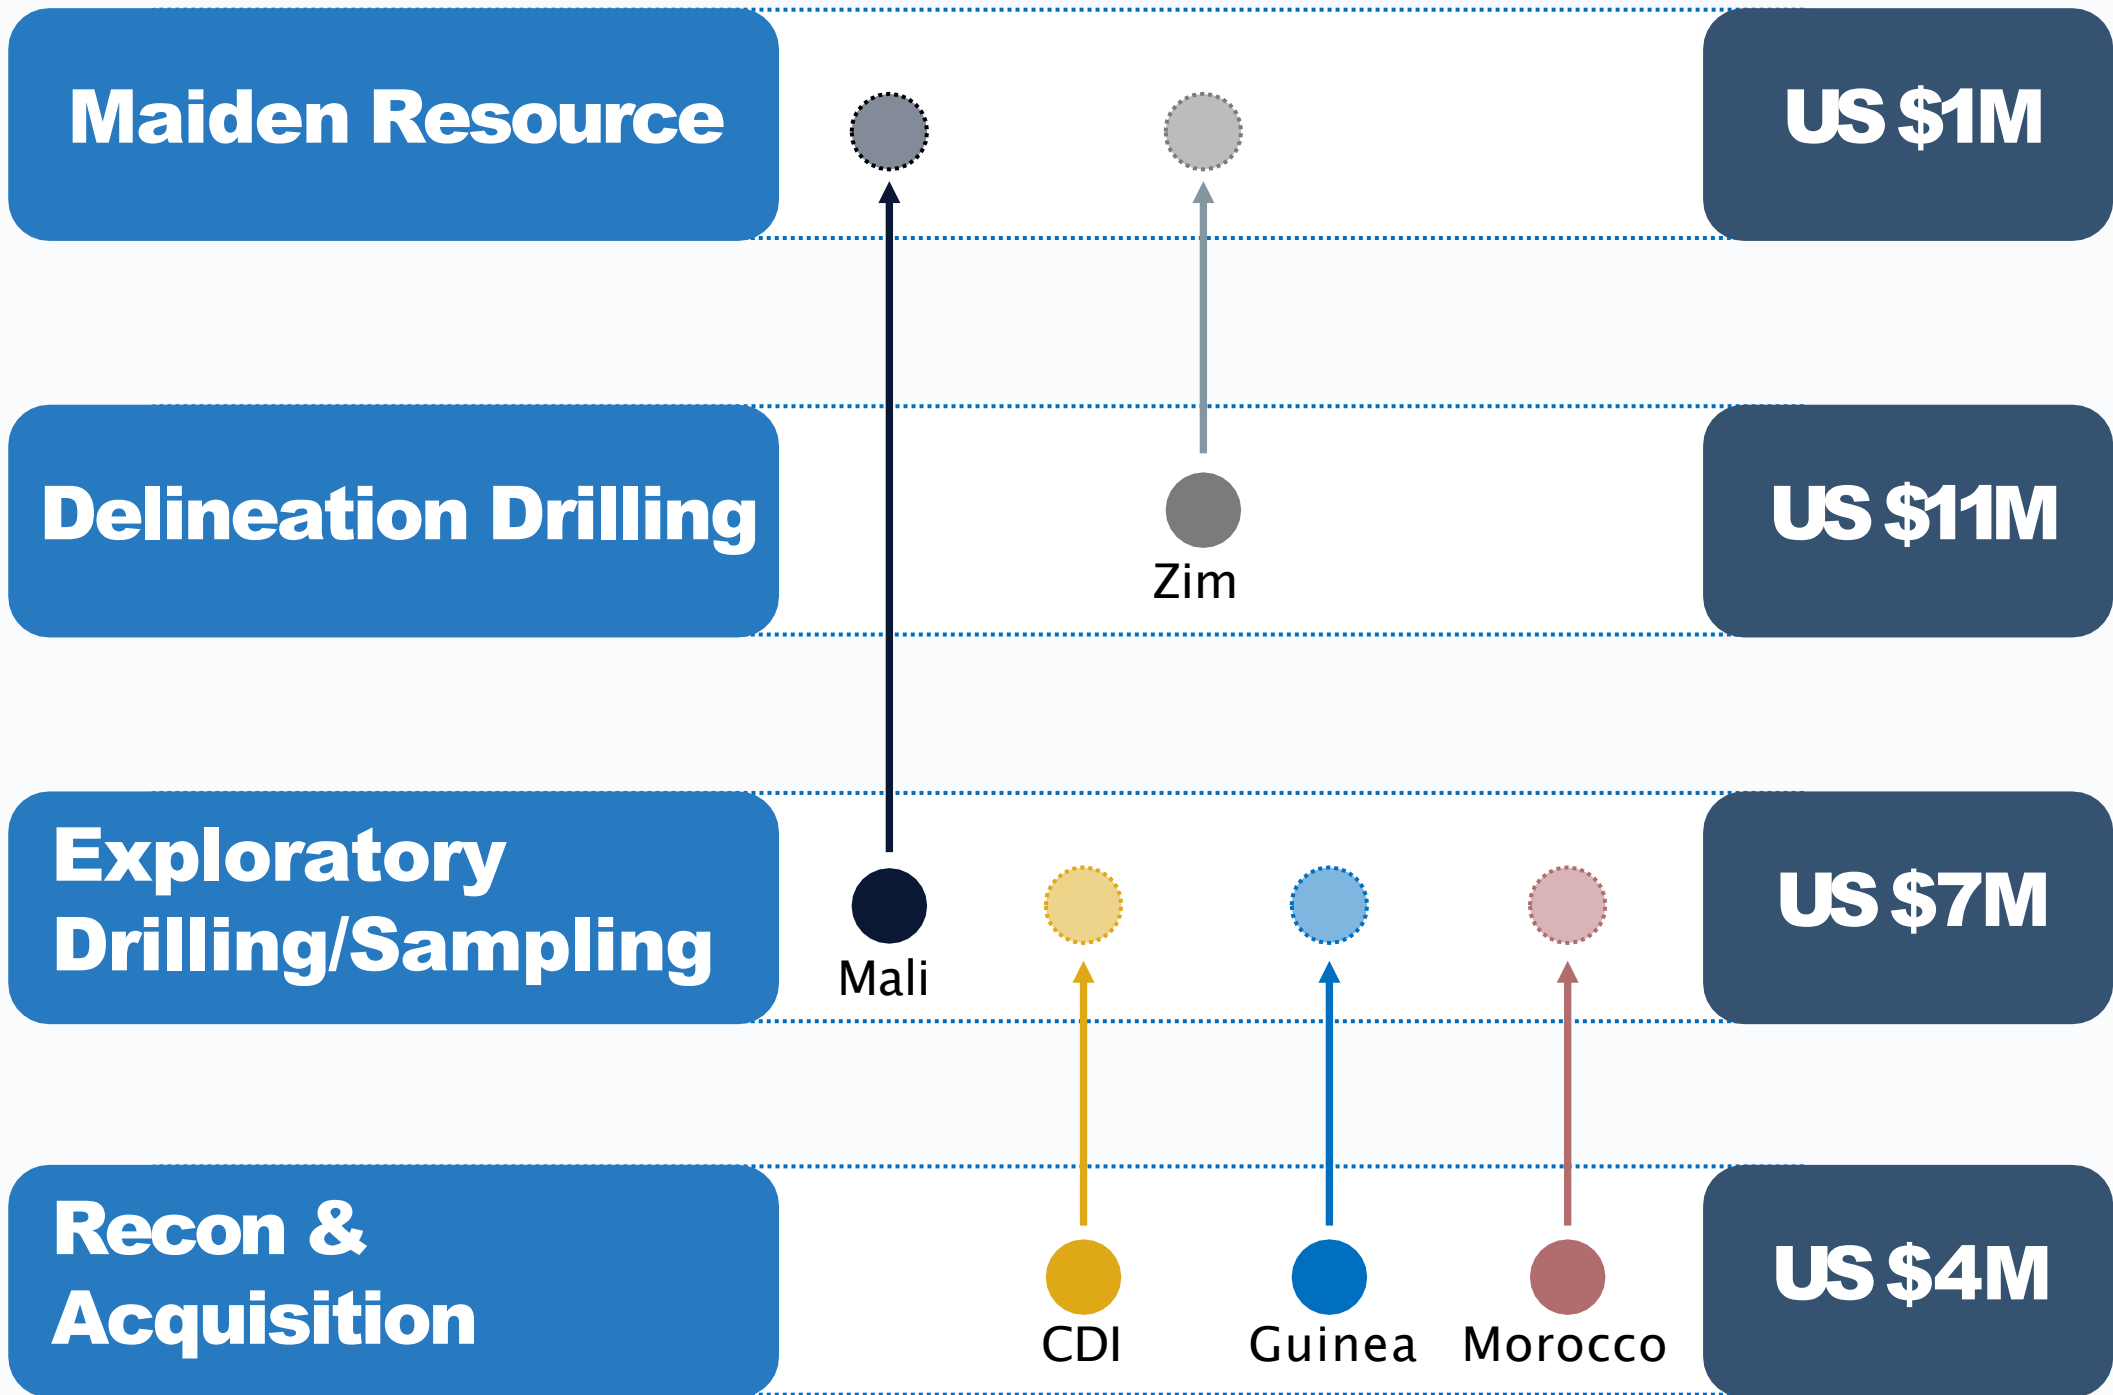 Maiden Resource
US $1M
Delineation Drilling
US $11M
Zim
Exploratory
Drilling/Sampling
US $7M
Mali
Recon &
Acquisition
US $4M
CDI
Guinea
Morocco